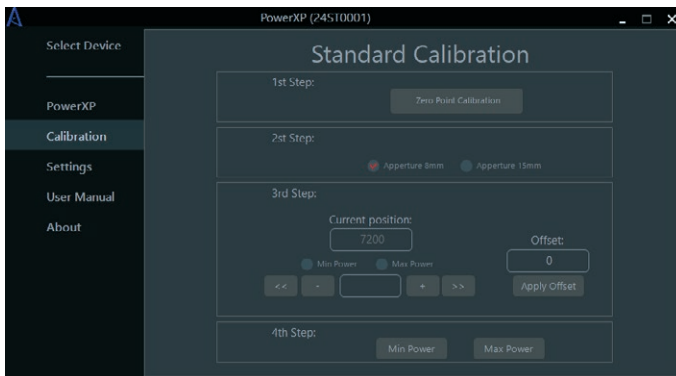 PowerXP (24ST0001)
Select Device
PowerXP
Calibration
Settings
User Manual
About
Standard Calibration
1st Step:
Zero Point Calibration
2st Step:
Apperture 8mm Apperture 15mm
3rd Step:
Current position:
7200
Min Power Max Power
<< - + >>
Offset:
0
Apply Offset
4th Step:
Min Power Max Power